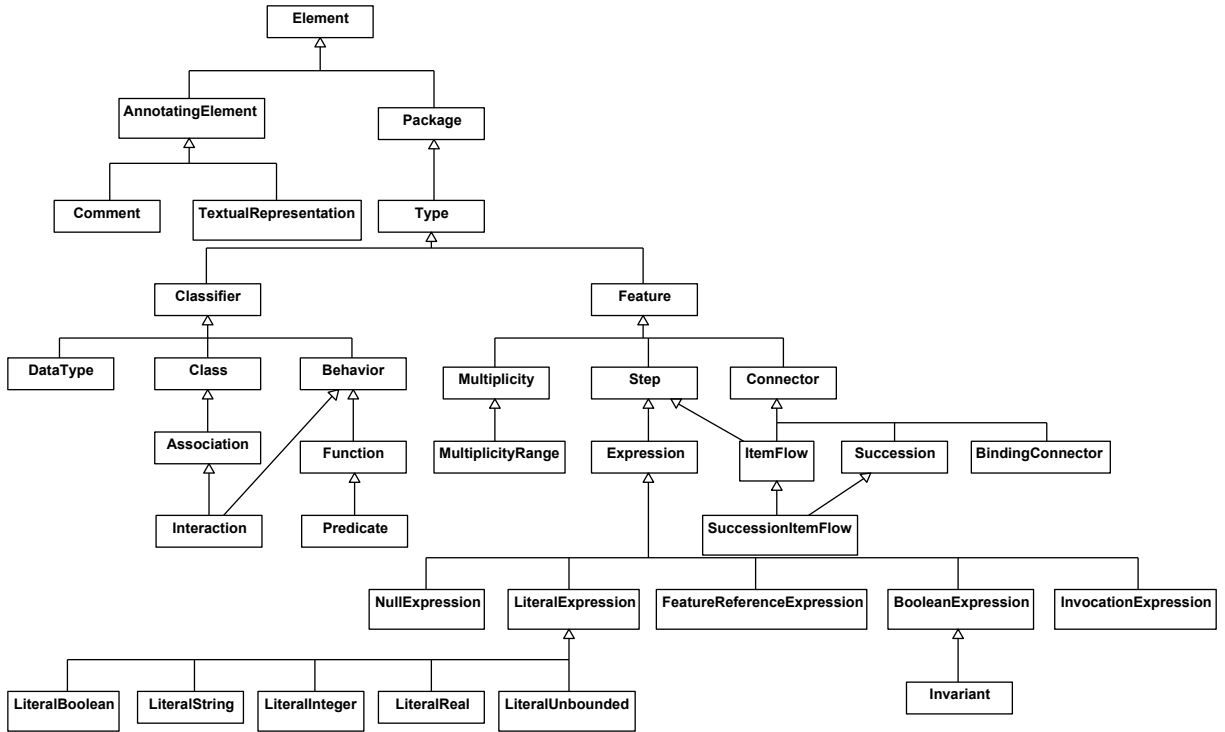 Element
AnnotatingElement
Package
Comment
TextualRepresentation
Type
Classifier
Feature
DataType
Class
Behavior
Multiplicity
Step
Connector
Association
Function
MultiplicityRange
Expression
ItemFlow
Succession
BindingConnector
Interaction
Predicate
SuccessionItemFlow
NullExpression
LiteralExpression
FeatureReferenceExpression
BooleanExpression
InvocationExpression
LiteralBoolean
LiteralString
LiteralInteger
LiteralReal
LiteralUnbounded
Invariant